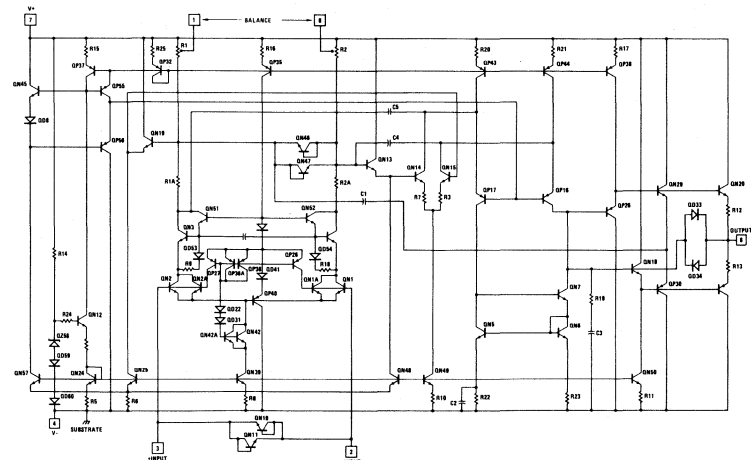 V+
7
1
BALANCE
8
R15
R25
R1
R16
R2
R20
R21
R17
QP37
QP32
QP35
QP43
QP44
QP38
QN45
QP55
QD8
C5
QP56
QN19
QN46
C4
QN47
QN13
QN14
QN15
R1A
R2A
R7
R3
QP17
QP16
QN29
QN20
C1
QN51
QN52
QP26
R12
QN3
QD33
OUTPUT
6
R14
QD53
QD54
QD41
R9
QP27
QP36A
QP36
QP28
R18
QN18
QD34
R13
QN2
QN2A
QN1A
QN1
QP40
QN7
QP30
QD22
R19
R24
QN12
QD31
QN5
QN6
C3
QZ58
QN42A
QN42
QD59
QN57
QN24
QN25
QN39
QN48
QN49
QN50
QD60
R5
R6
R8
R10
C2
R22
R23
R11
4
V-
SUBSTRATE
QN10
QN11
3
+INPUT
2